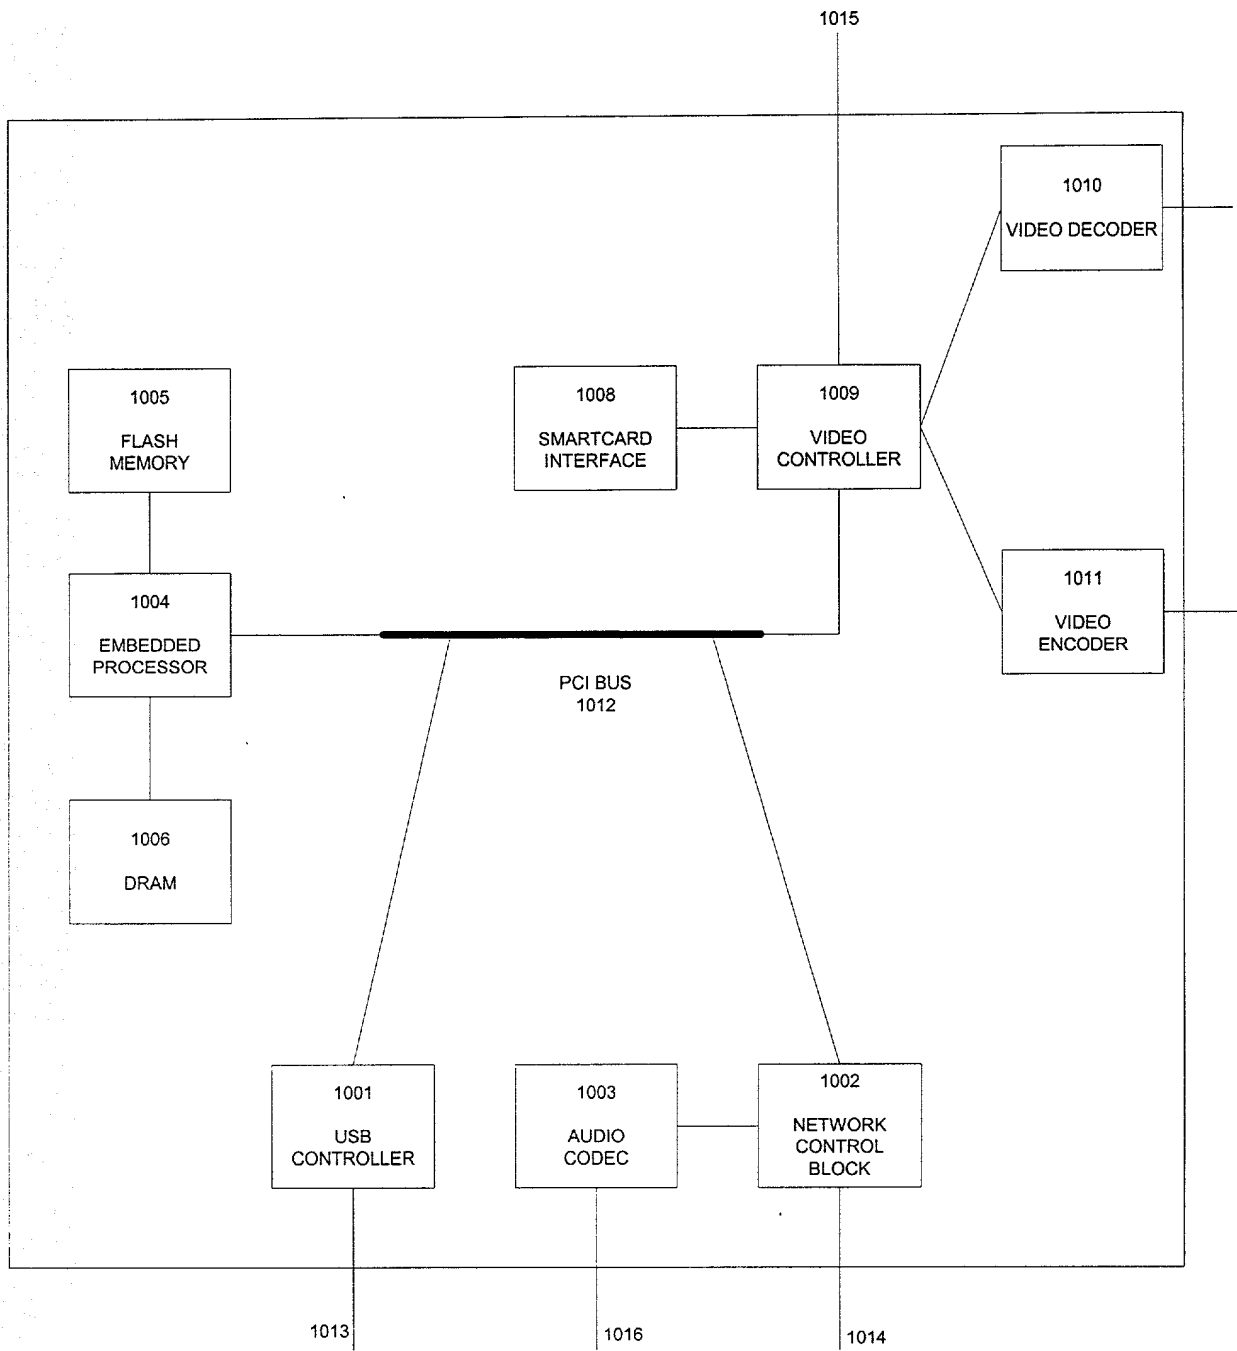 1015
1010
VIDEO DECODER
1005
FLASH
MEMORY
1008
SMARTCARD
INTERFACE
1009
VIDEO
CONTROLLER
1004
EMBEDDED
PROCESSOR
1011
VIDEO
ENCODER
PCI BUS
1012
1006
DRAM
1001
USB
CONTROLLER
1003
AUDIO
CODEC
1002
NETWORK
CONTROL
BLOCK
1013
1016
1014